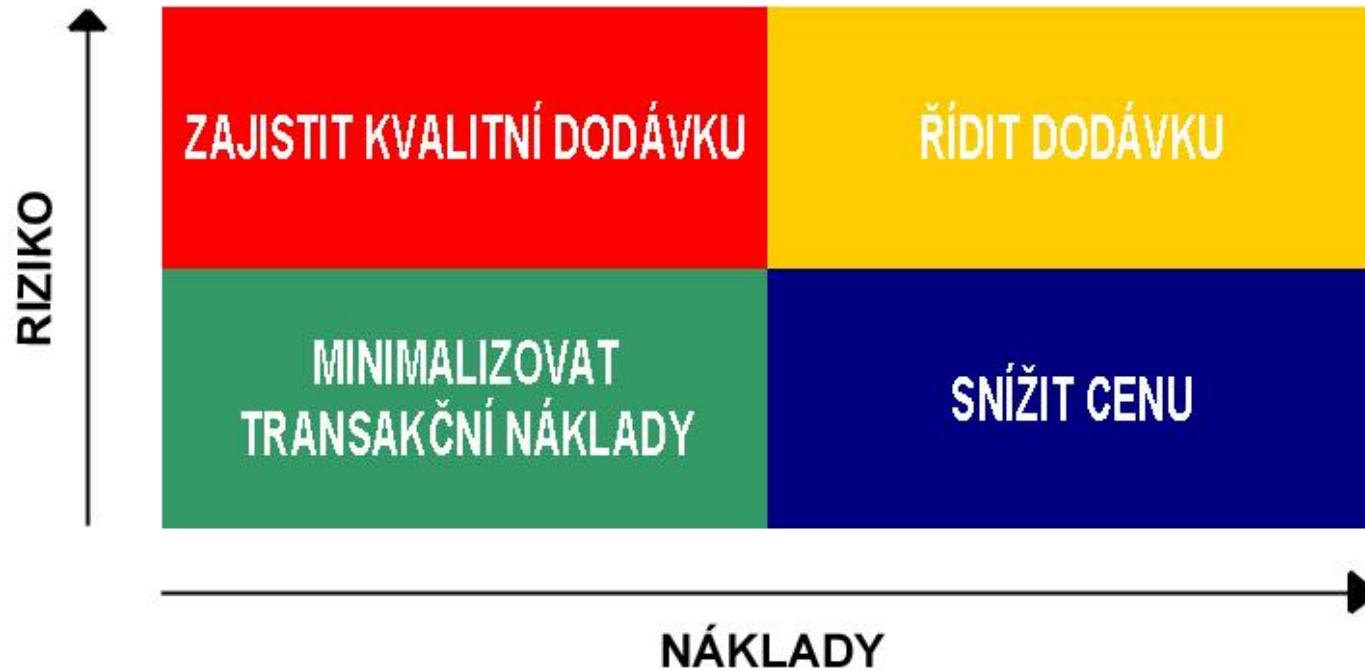 RIZIKO
ZAJISTIT KVALITNÍ DODÁVKU
ŘÍDIT DODÁVKU
MINIMALIZOVAT
TRANSAKČNÍ NÁKLADY
SNÍŽIT CENU
NÁKLADY